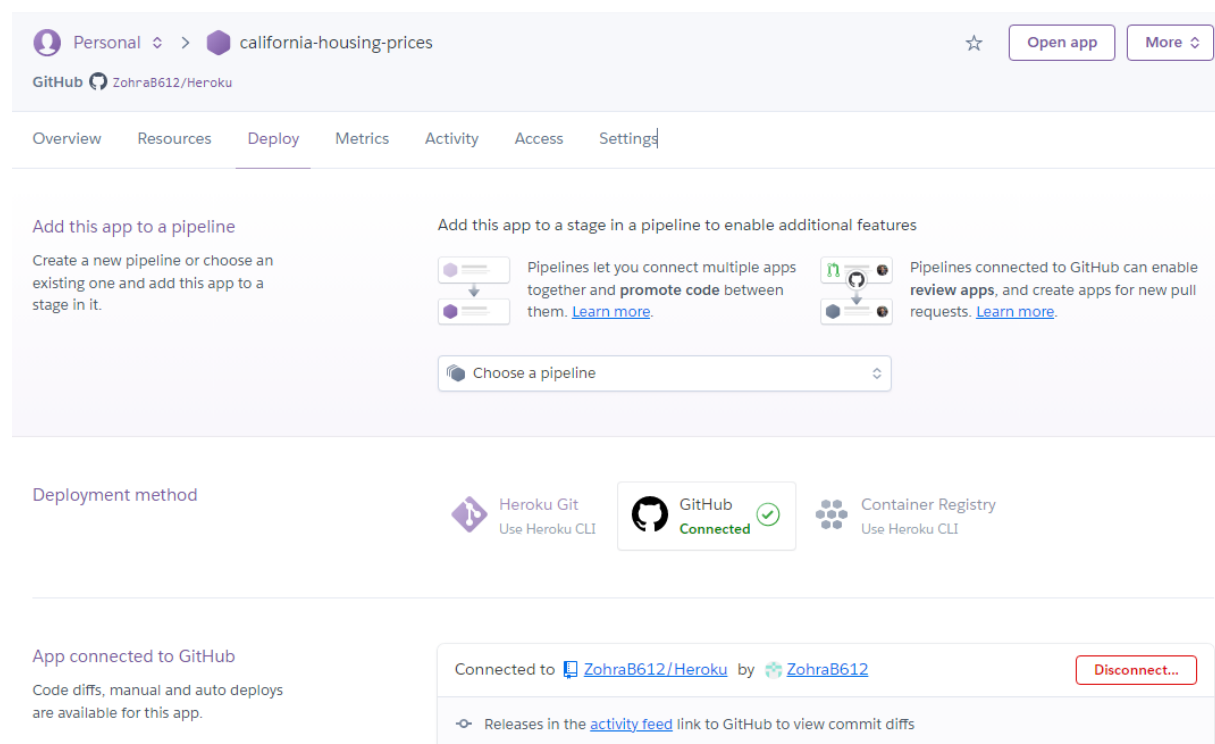 Personal > california-housing-prices
Open app
More
GitHub ZohraB612/Heroku
Overview Resources Deploy Metrics Activity Access Settings
Add this app to a pipeline
Create a new pipeline or choose an
existing one and add this app to a
stage in it.
Add this app to a stage in a pipeline to enable additional features
Pipelines let you connect multiple apps
together and promote code between
them. Learn more.
Pipelines connected to GitHub can enable
review apps, and create apps for new pull
requests. Learn more.
Choose a pipeline
Deployment method
Heroku Git
Use Heroku CLI
GitHub
Connected
Container Registry
Use Heroku CLI
App connected to GitHub
Code diffs, manual and auto deploys
are available for this app.
Connected to ZohraB612/Heroku by ZohraB612
Disconnect...
Releases in the activity feed link to GitHub to view commit diffs